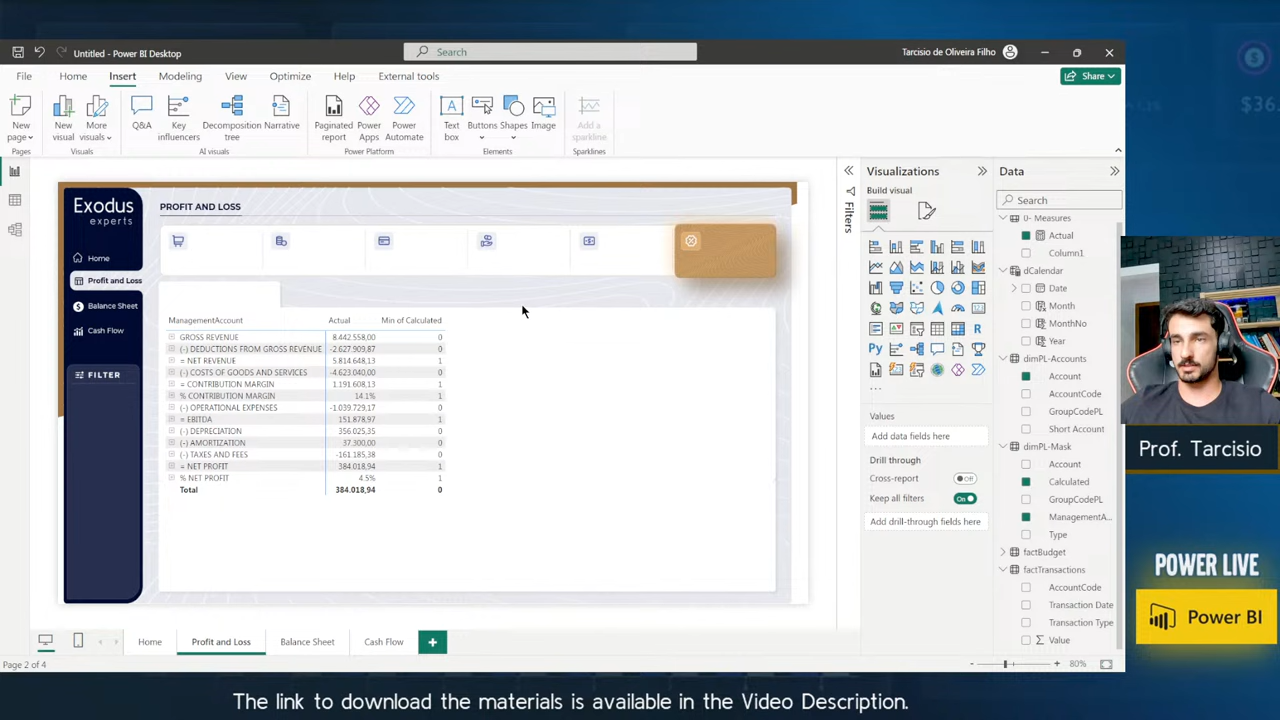 Untitled - Power BI Desktop
Search
Tarcisio de Oliveira Filho
File Home Insert Modeling View Optimize Help External tools
Share
New page
New visual
More visuals
Q&A
Key influencers
Decomposition tree
Narrative
Paginated report
Power Apps
Power Automate
Text box
Buttons
Shapes
Image
Add a sparkline
Pages
Visuals
AI visuals
Power Platform
Elements
Sparklines
Exodus
experts
Home
Profit and Loss
Balance Sheet
Cash Flow
FILTER
PROFIT AND LOSS
ManagementAccount Actual Min of Calculated
GROSS REVENUE 8.442.558,00 0
(-) DEDUCTIONS FROM GROSS REVENUE -2.627.909,87 0
= NET REVENUE 5.814.648,13 1
(-) COSTS OF GOODS AND SERVICES -4.623.040,00 0
= CONTRIBUTION MARGIN 1.191.608,13 1
% CONTRIBUTION MARGIN 14.1% 1
(-) OPERATIONAL EXPENSES -1.039.729,17 0
= EBITDA 151.878,97 1
(-) DEPRECIATION 356.025,35 0
(-) AMORTIZATION 37.300,00 0
(-) TAXES AND FEES -161.185,38 0
= NET PROFIT 384.018,94 1
% NET PROFIT 4.5% 1
Total 384.018,94 0
Filters
Visualizations
Build visual
Values
Add data fields here
Drill through
Cross-report
Off
Keep all filters
On
Add drill-through fields here
Data
Search
0- Measures
Actual
Column1
dCalendar
Date
Month
MonthNo
Year
dimPL-Accounts
Account
AccountCode
GroupCodePL
Short Account
dimPL-Mask
Account
Calculated
GroupCodePL
ManagementA...
Type
factBudget
factTransactions
AccountCode
Transaction Date
Transaction Type
Value
Home
Profit and Loss
Balance Sheet
Cash Flow
Page 2 of 4
80%
$36
Prof. Tarcisio
POWER LIVE
Power BI
The link to download the materials is available in the Video Description.